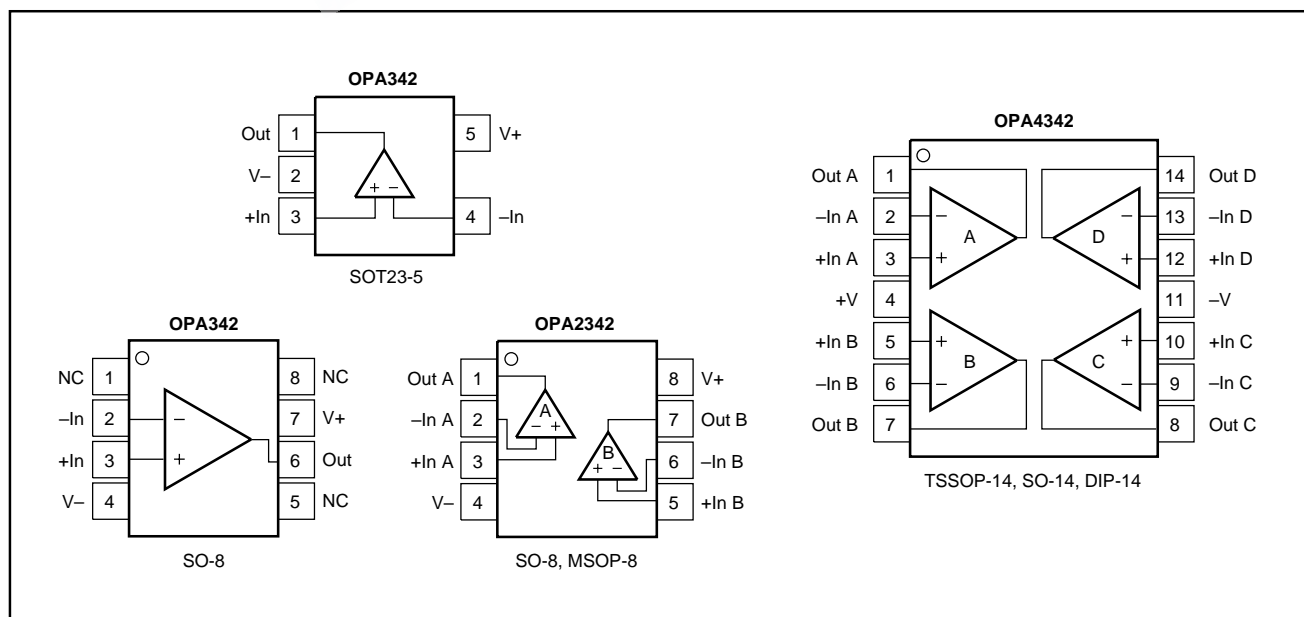 OPA342
Out 1 5 V+
V– 2
+In 3 4 –In
+ –
SOT23-5
OPA342
NC 1 8 NC
–In 2 – 7 V+
+In 3 + 6 Out
V– 4 5 NC
SO-8
OPA2342
Out A 1 8 V+
–In A 2 A 7 Out B
– +
+In A 3 B 6 –In B
+ –
V– 4 5 +In B
SO-8, MSOP-8
OPA4342
Out A 1 14 Out D
–In A 2 – – 13 –In D
A D
+In A 3 + + 12 +In D
+V 4 11 –V
+In B 5 + + 10 +In C
B C
–In B 6 – – 9 –In C
Out B 7 8 Out C
TSSOP-14, SO-14, DIP-14